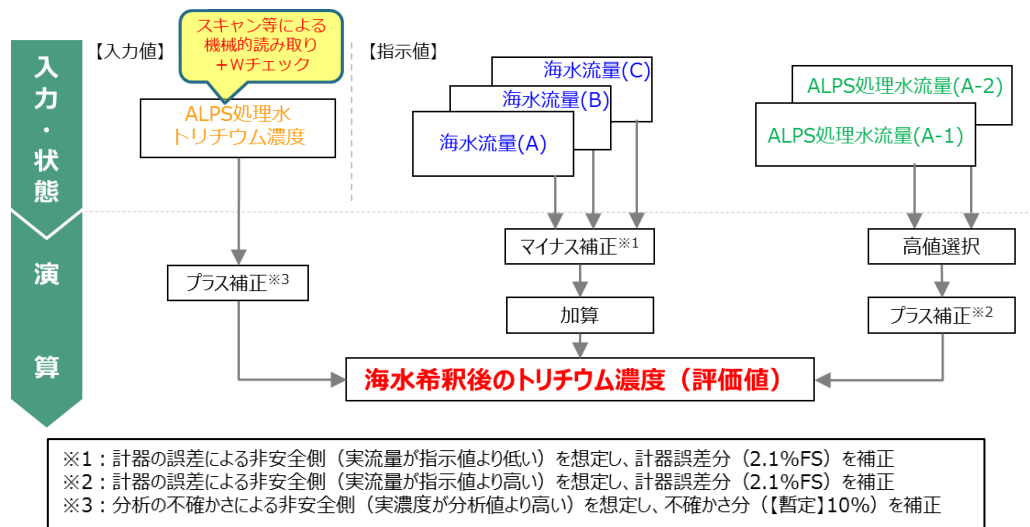 入力・状態
演算
【入力値】
スキャン等による
機械的読み取り
+Wチェック
ALPS処理水
トリチウム濃度
【指示値】
海水流量(C)
海水流量(B)
海水流量(A)
ALPS処理水流量(A-2)
ALPS処理水流量(A-1)
プラス補正※3
マイナス補正※1
高値選択
加算
プラス補正※2
海水希釈後のトリチウム濃度（評価値）
※1：計器の誤差による非安全側（実流量が指示値より低い）を想定し、計器誤差分（2.1%FS）を補正
※2：計器の誤差による非安全側（実流量が指示値より高い）を想定し、計器誤差分（2.1%FS）を補正
※3：分析の不確かさによる非安全側（実濃度が分析値より高い）を想定し、不確かさ分（【暫定】10%）を補正